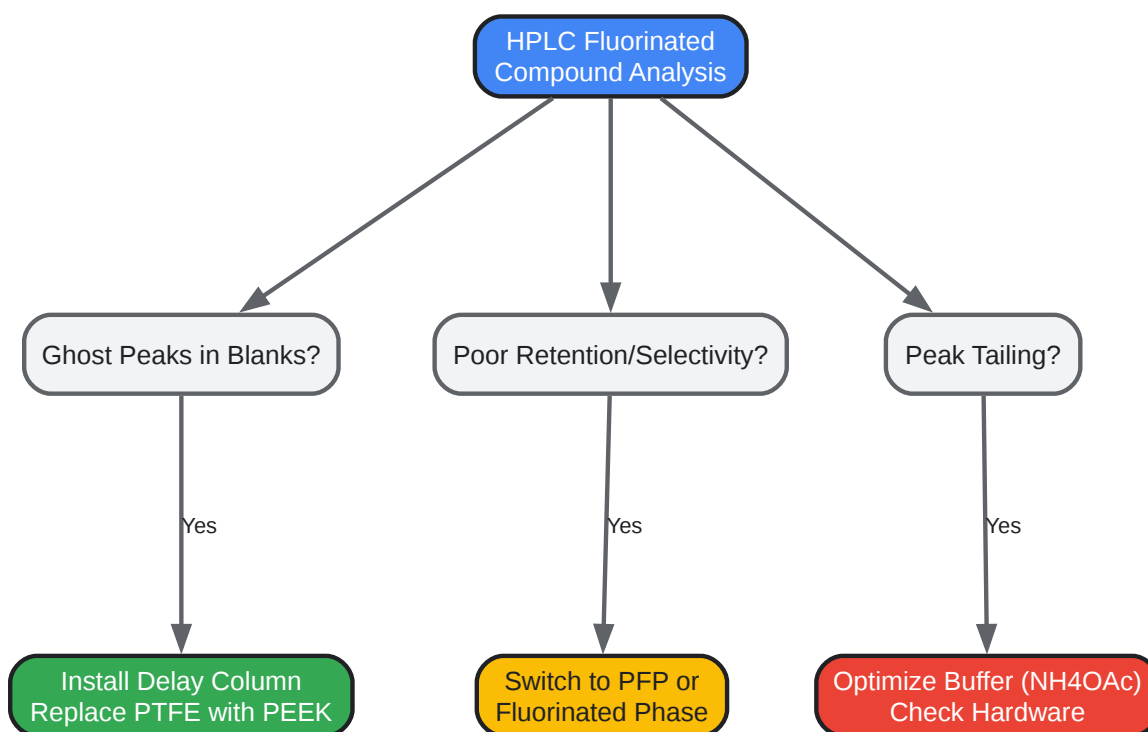 HPLC Fluorinated
Compound Analysis
Ghost Peaks in Blanks?
Poor Retention/Selectivity?
Peak Tailing?
Yes
Yes
Yes
Install Delay Column
Replace PTFE with PEEK
Switch to PFP or
Fluorinated Phase
Optimize Buffer (NH4OAc)
Check Hardware